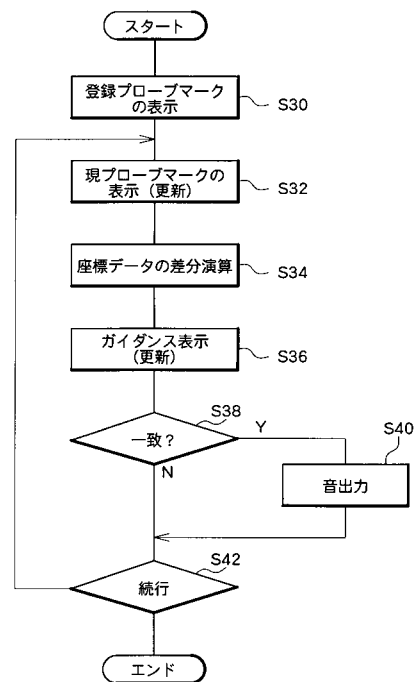 スタート
登録プローブマーク
の表示
S30
現プローブマークの
表示（更新）
S32
座標データの差分演算
S34
ガイダンス表示
（更新）
S36
S38
一致？
Y
N
S40
音出力
S42
続行
エンド